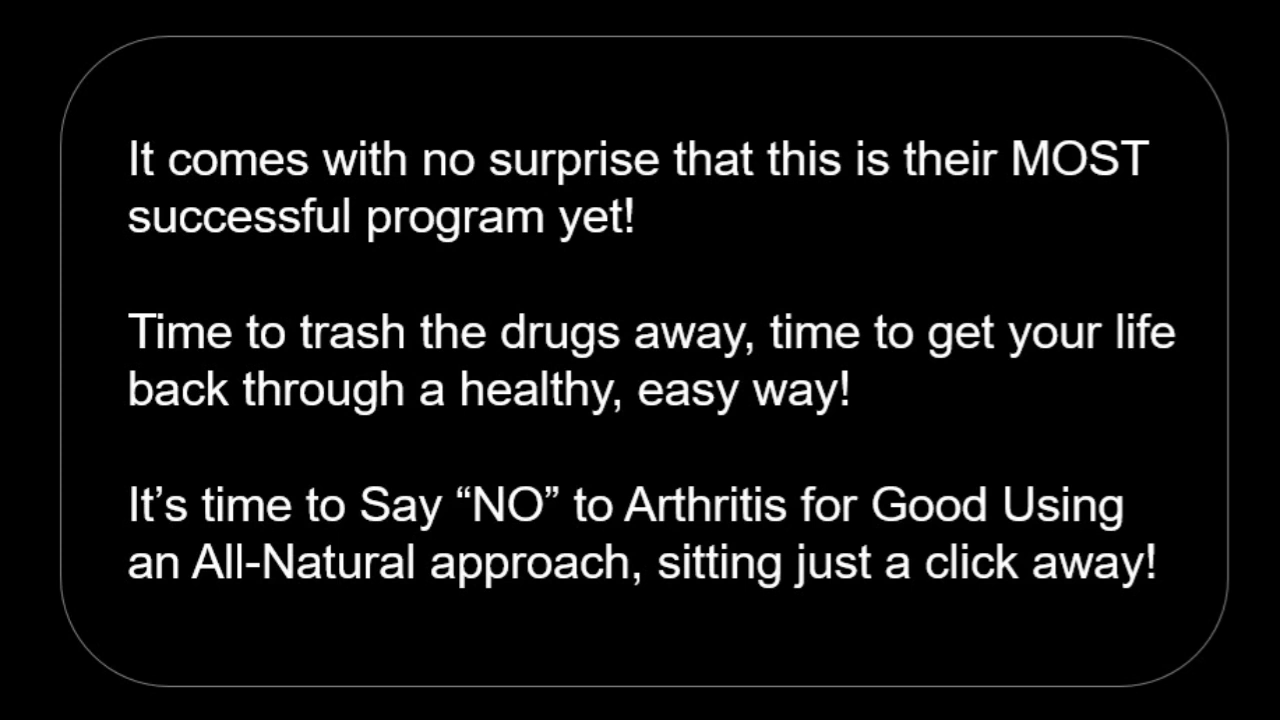 It comes with no surprise that this is their MOST
successful program yet!
Time to trash the drugs away, time to get your life
back through a healthy, easy way!
It’s time to Say “NO” to Arthritis for Good Using
an All-Natural approach, sitting just a click away!